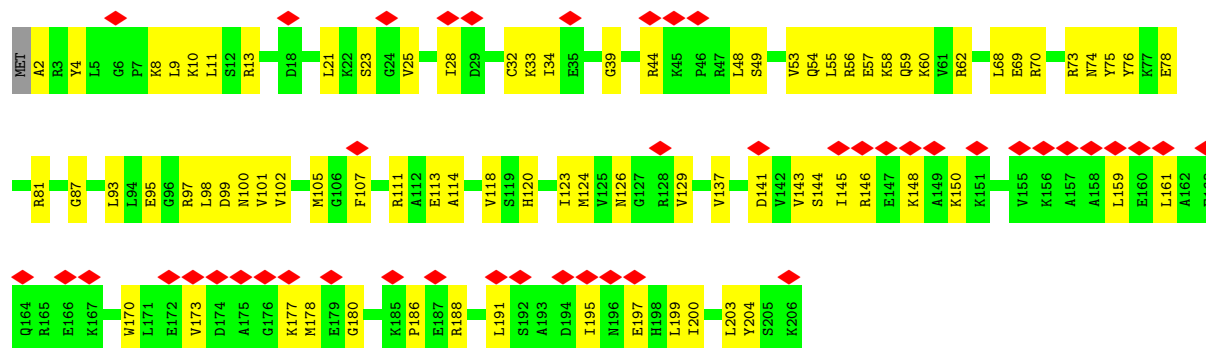 MET A2 R3 Y4 L5 G6 P7 K8 L9 K10 L11 S12 R13 D18 L21 K22 S23 G24 V25 I28 D29 C32 K33 I34 E35 G39 R44 K45 P46 R47 L48 S49 V53 Q54 L55 R56 E57 K58 Q59 K60 V61 R62 L68 E69 R70 R73 N74 Y75 Y76 K77 E78
R81 G87 L93 L94 E95 G96 R97 L98 D99 N100 V101 V102 M105 G106 F107 R111 A112 E113 A114 V118 S119 H120 I123 M124 V125 N126 G127 R128 V129 V137 D141 V142 V143 S144 I145 R146 E147 K148 A149 K150 K151 V155 K156 A157 A158 L159 E160 L161 A162
Q164 R165 E166 K167 W170 L171 E172 V173 D174 A175 G176 K177 M178 E179 G180 K185 P186 E187 R188 L191 S192 A193 D194 I195 N196 E197 H198 L199 I200 L203 Y204 S205 K206